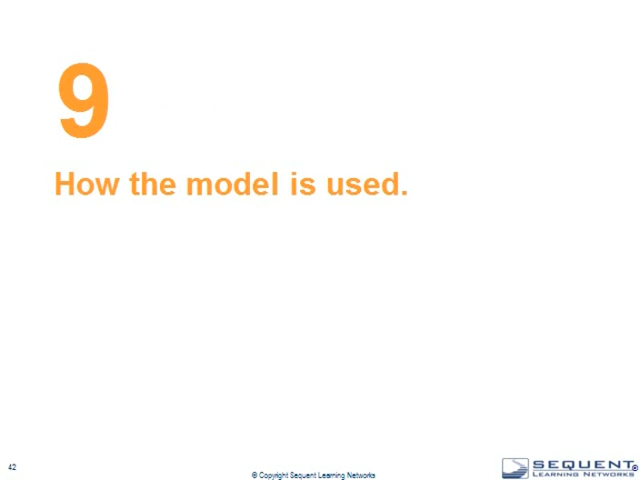 9
How the model is used.
42
© Copyright Sequent Learning Networks
SEQUENT®
LEARNING NETWORKS